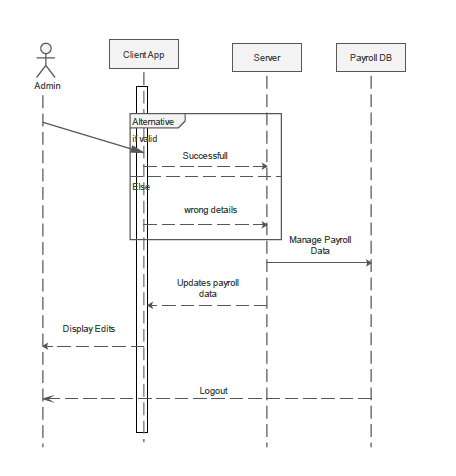 Client App
Server
Payroll DB
Admin
Alternative
if valid
Successfull
Else
wrong details
Manage Payroll
Data
Updates payroll
data
Display Edits
Logout